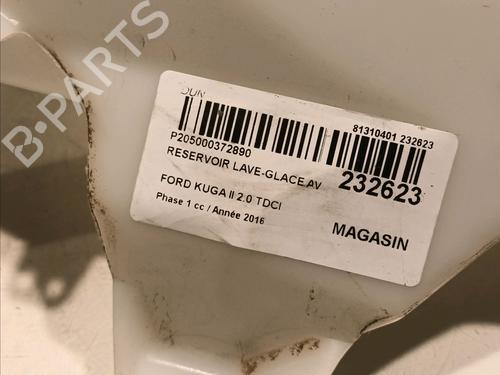 B-PARTS
81310401 232623
P205000372890
RESERVOIR LAVE-GLACE.AV
232623
FORD KUGA II 2.0 TDCI
Phase 1 cc / Année 2016
MAGASIN